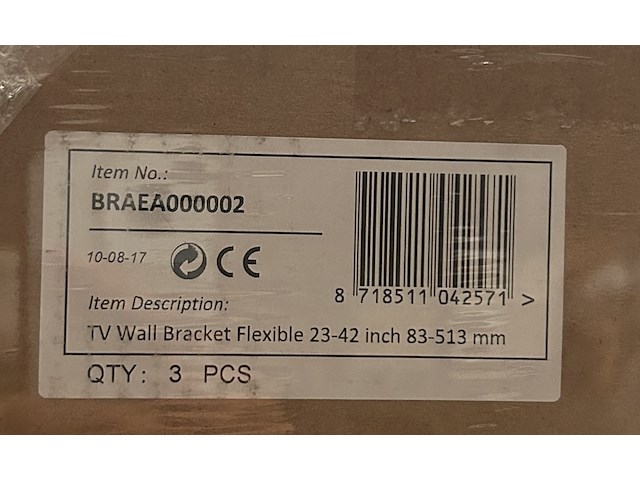 Item No.:
BRAEA000002
10-08-17 CE
8 718511 042571 >
Item Description:
TV Wall Bracket Flexible 23-42 inch 83-513 mm
QTY: 3 PCS